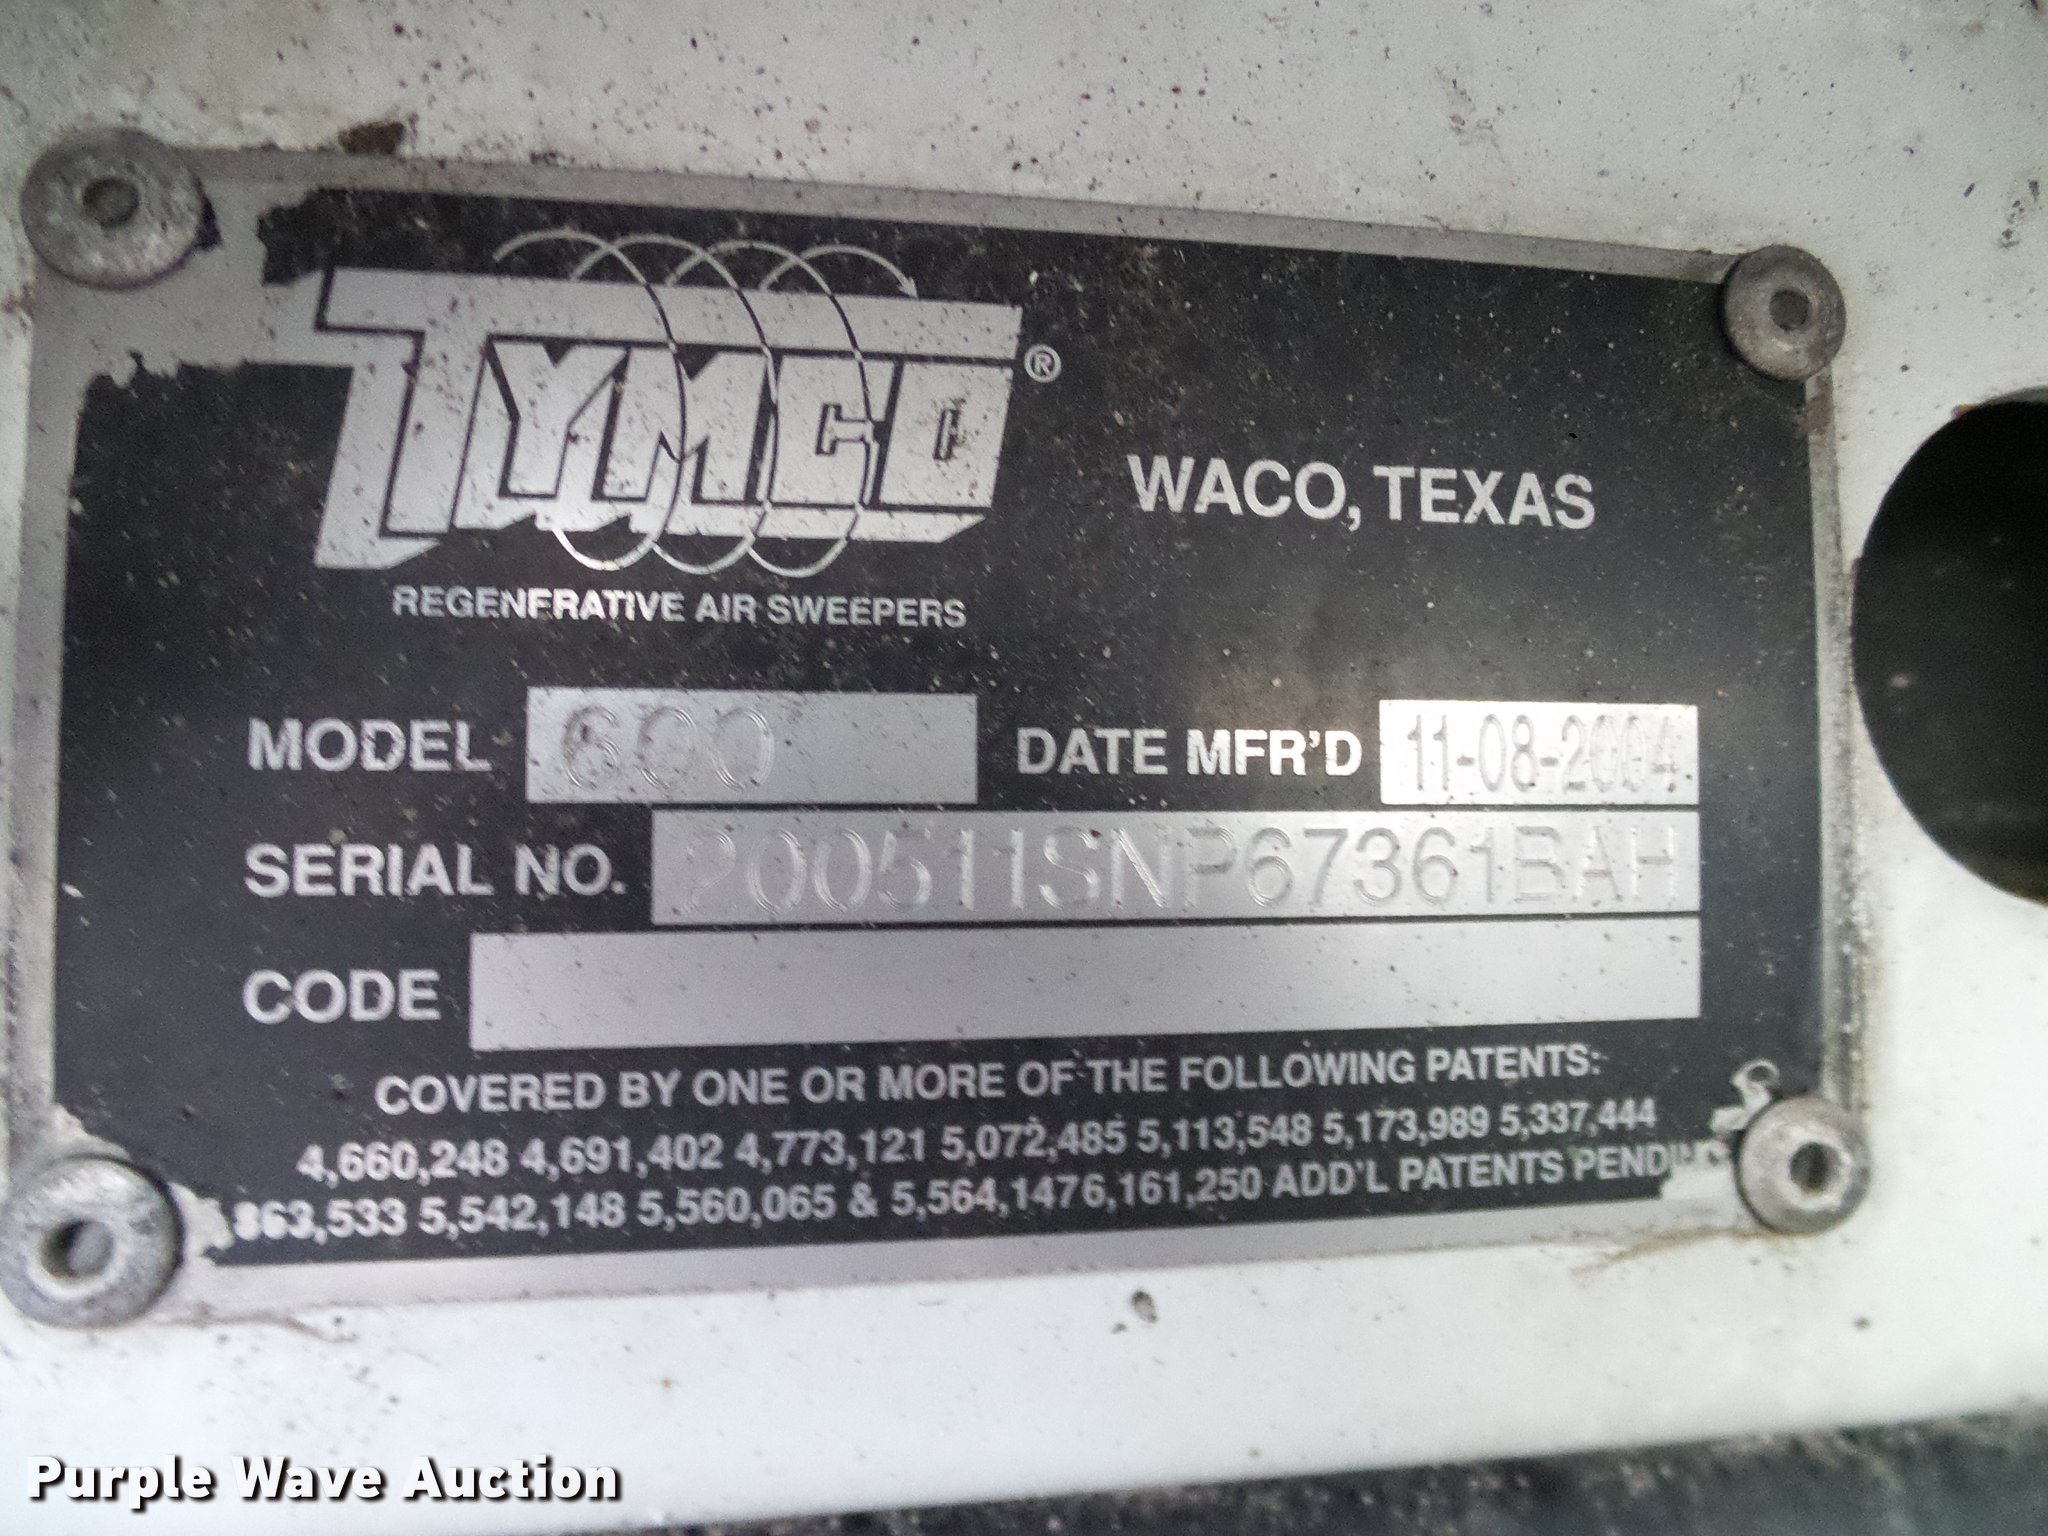 TYMCO®
WACO, TEXAS
REGENERATIVE AIR SWEEPERS
MODEL 600 DATE MFR'D 11-08-2004
SERIAL NO. 200511SNP67361BAH
CODE
COVERED BY ONE OR MORE OF THE FOLLOWING PATENTS:
4,660,248 4,691,402 4,773,121 5,072,485 5,113,548 5,173,989 5,337,444
5,542,148 5,560,065 & 5,564,1476,161,250 ADD'L PATENTS PENDING
Purple Wave Auction